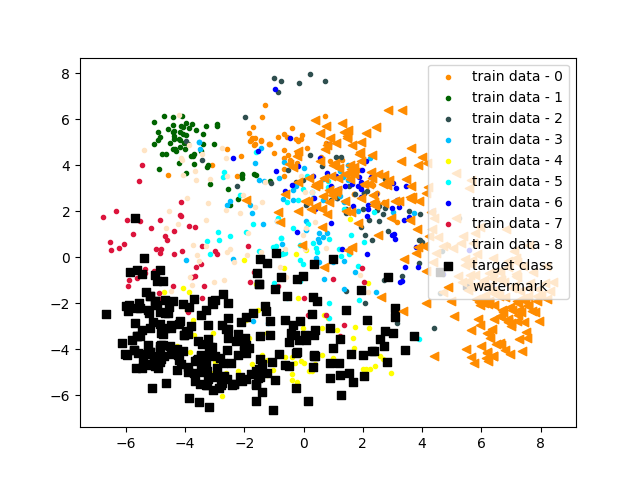 8
6
4
2
0
−2
−4
−6
−6 −4 −2 0 2 4 6 8
train data - 0
train data - 1
train data - 2
train data - 3
train data - 4
train data - 5
train data - 6
train data - 7
train data - 8
target class
watermark